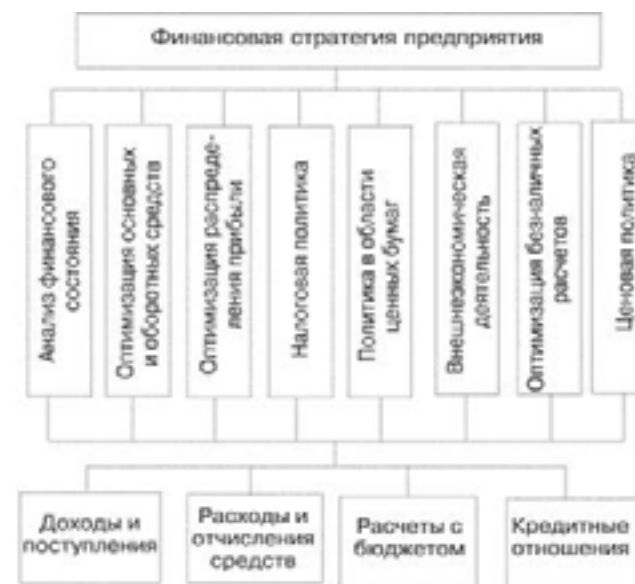 Финансовая стратегия предприятия
Анализ финансового
состояния
Оптимизация основных
и оборотных средств
Оптимизация распреде-
ления прибыли
Налоговая политика
Политика в области
ценных бумаг
Внешнеэкономическая
деятельность
Оптимизация безналичных
расчетов
Ценовая политика
Доходы и
поступления
Расходы и
отчисления
средств
Расчеты с
бюджетом
Кредитные
отношения